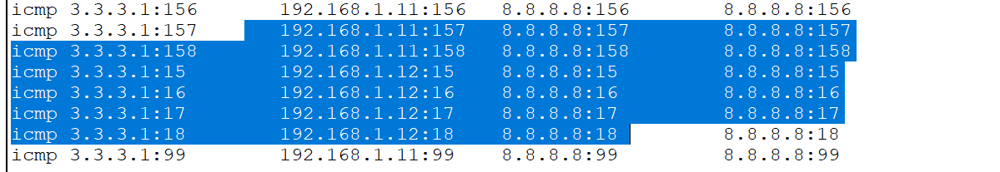 icmp 3.3.3.1:156 192.168.1.11:156 8.8.8.8:156 8.8.8.8:156
icmp 3.3.3.1:157 192.168.1.11:157 8.8.8.8:157 8.8.8.8:157
icmp 3.3.3.1:158 192.168.1.11:158 8.8.8.8:158 8.8.8.8:158
icmp 3.3.3.1:15 192.168.1.12:15 8.8.8.8:15 8.8.8.8:15
icmp 3.3.3.1:16 192.168.1.12:16 8.8.8.8:16 8.8.8.8:16
icmp 3.3.3.1:17 192.168.1.12:17 8.8.8.8:17 8.8.8.8:17
icmp 3.3.3.1:18 192.168.1.12:18 8.8.8.8:18 8.8.8.8:18
icmp 3.3.3.1:99 192.168.1.11:99 8.8.8.8:99 8.8.8.8:99